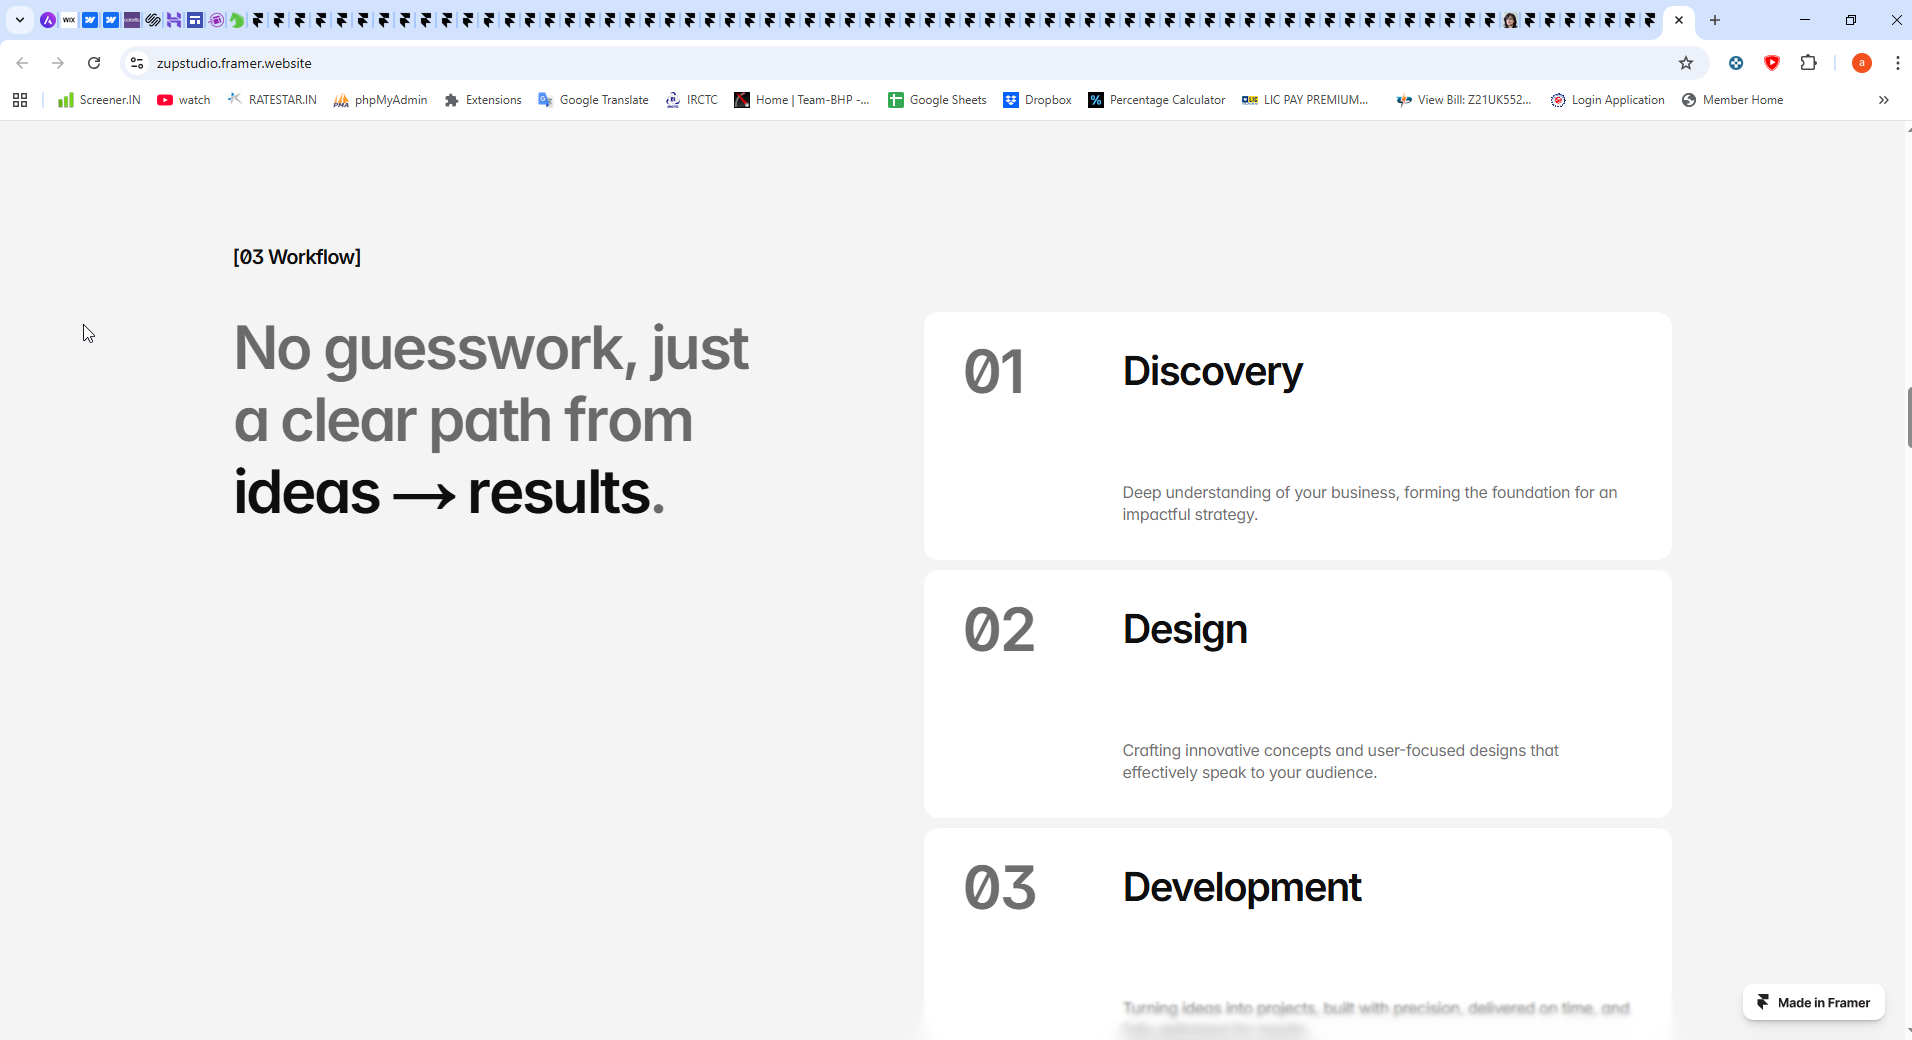 zupstudio.framer.website
a
Screener.IN
watch
RATESTAR.IN
phpMyAdmin
Extensions
Google Translate
IRCTC
Home | Team-BHP -...
Google Sheets
Dropbox
Percentage Calculator
LIC PAY PREMIUM...
View Bill: Z21UK552...
Login Application
Member Home
[03 Workflow]
No guesswork, just
a clear path from
ideas → results.
01
Discovery
Deep understanding of your business, forming the foundation for an
impactful strategy.
02
Design
Crafting innovative concepts and user-focused designs that
effectively speak to your audience.
03
Development
Turning ideas into projects, built with precision, delivered on time, and
Made in Framer